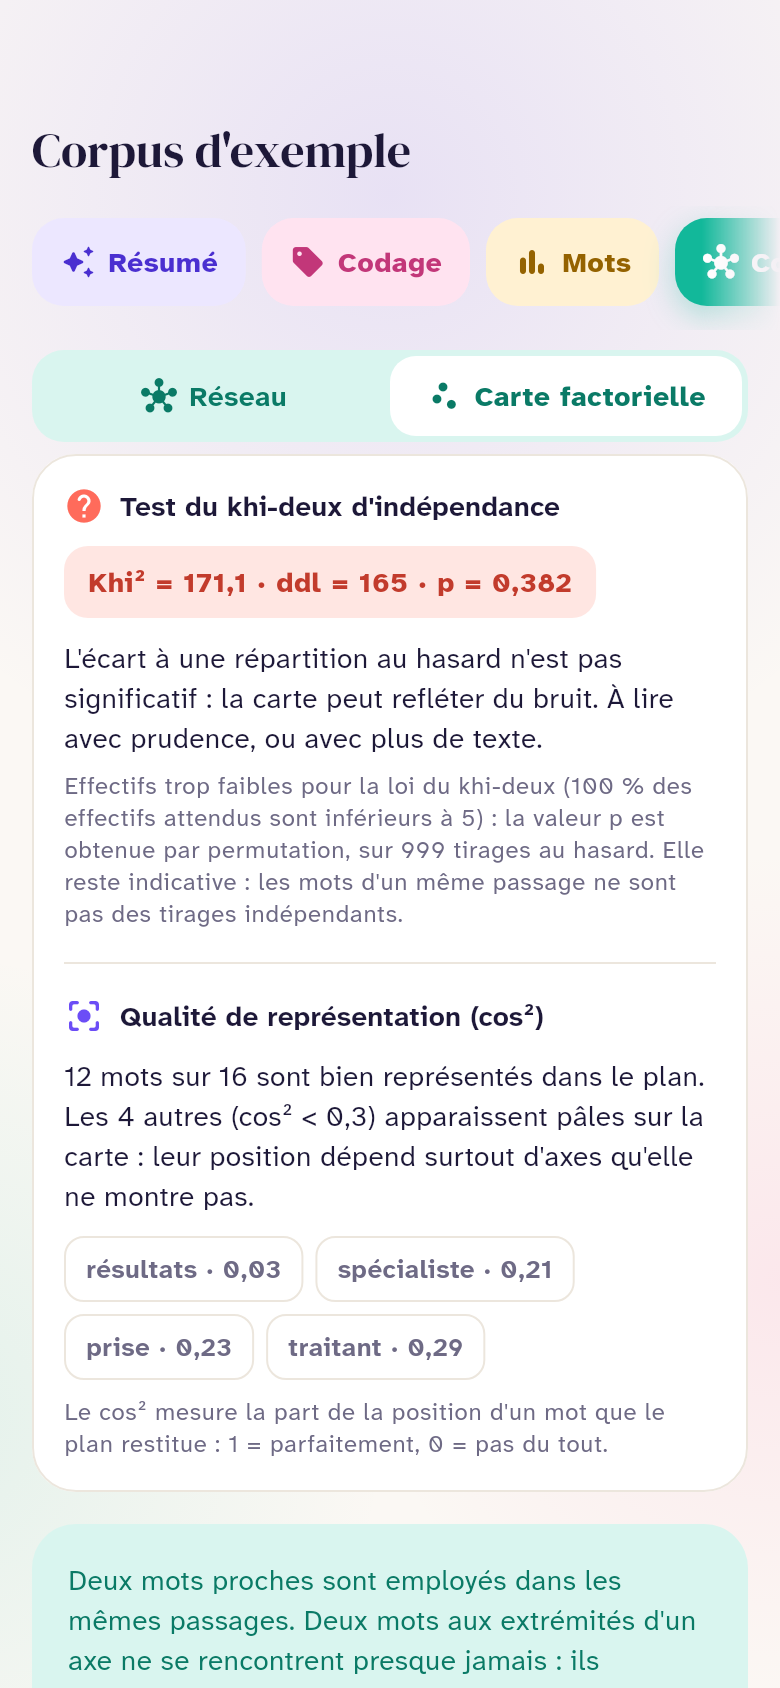 Corpus d'exemple
Résumé
Codage
Mots
Réseau
Carte factorielle
Test du khi-deux d'indépendance
Khi² = 171,1 · ddl = 165 · p = 0,382
L'écart à une répartition au hasard n'est pas
significatif : la carte peut refléter du bruit. À lire
avec prudence, ou avec plus de texte.
Effectifs trop faibles pour la loi du khi-deux (100 % des
effectifs attendus sont inférieurs à 5) : la valeur p est
obtenue par permutation, sur 999 tirages au hasard. Elle
reste indicative : les mots d'un même passage ne sont
pas des tirages indépendants.
Qualité de représentation (cos²)
12 mots sur 16 sont bien représentés dans le plan.
Les 4 autres (cos² < 0,3) apparaissent pâles sur la
carte : leur position dépend surtout d'axes qu'elle
ne montre pas.
résultats · 0,03
spécialiste · 0,21
prise · 0,23
traitant · 0,29
Le cos² mesure la part de la position d'un mot que le
plan restitue : 1 = parfaitement, 0 = pas du tout.
Deux mots proches sont employés dans les
mêmes passages. Deux mots aux extrémités d'un
axe ne se rencontrent presque jamais : ils